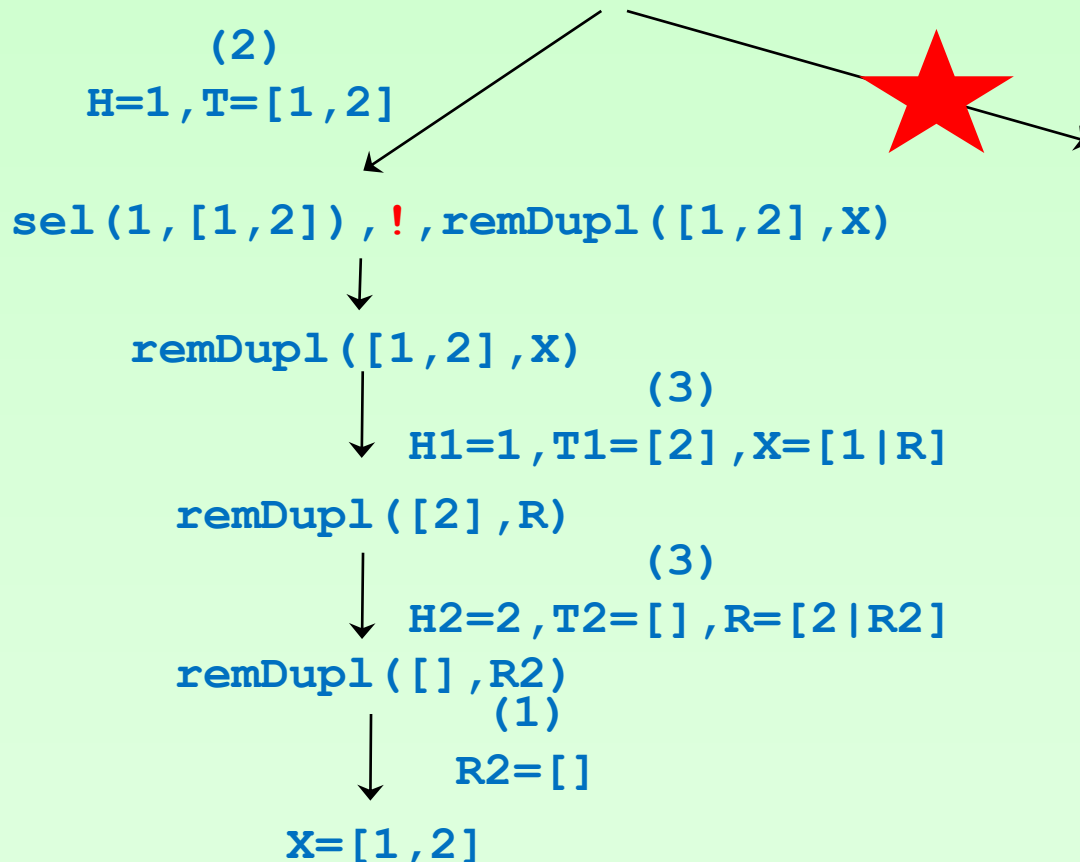 (2)
H=1,T=[1,2]
sel(1,[1,2]),!,remDupl([1,2],X)
remDupl([1,2],X)
(3)
H1=1,T1=[2],X=[1|R]
remDupl([2],R)
(3)
H2=2,T2=[],R=[2|R2]
remDupl([],R2)
(1)
R2=[]
X=[1,2]